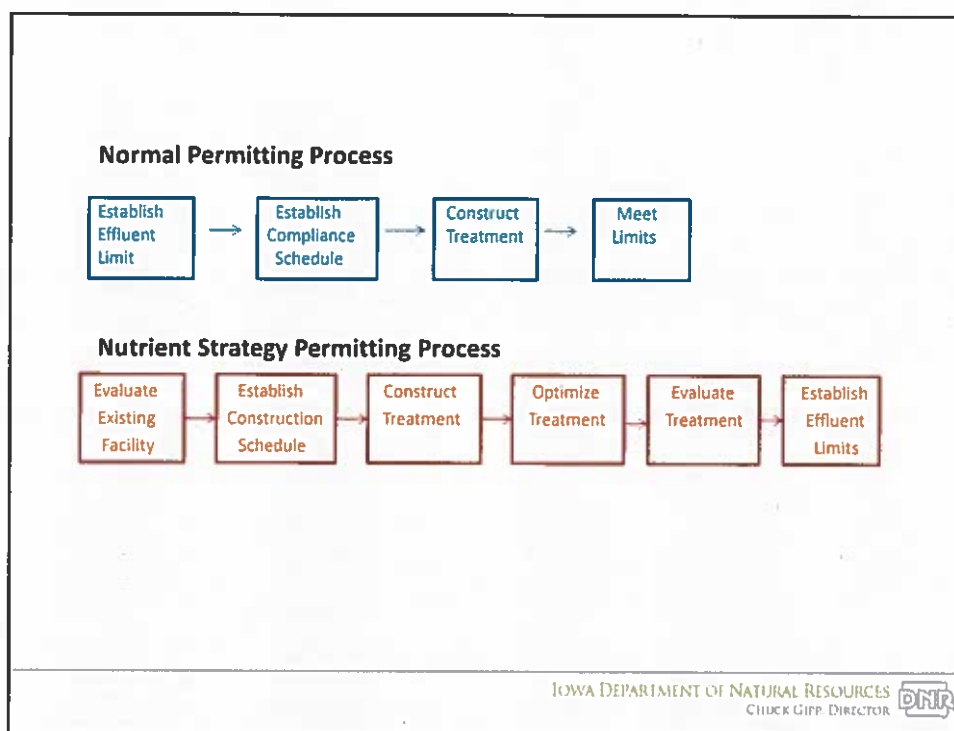 Normal Permitting Process
Establish
Effluent
Limit
Establish
Compliance
Schedule
Construct
Treatment
Meet
Limits
Nutrient Strategy Permitting Process
Evaluate
Existing
Facility
Establish
Construction
Schedule
Construct
Treatment
Optimize
Treatment
Evaluate
Treatment
Establish
Effluent
Limits
IOWA DEPARTMENT OF NATURAL RESOURCES
CHUCK GIPP, DIRECTOR
DNR